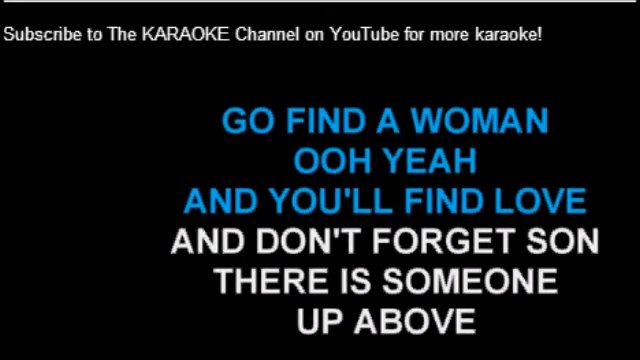 Subscribe to The KARAOKE Channel on YouTube for more karaoke!
GO FIND A WOMAN
OOH YEAH
AND YOU'LL FIND LOVE
AND DON'T FORGET SON
THERE IS SOMEONE
UP ABOVE